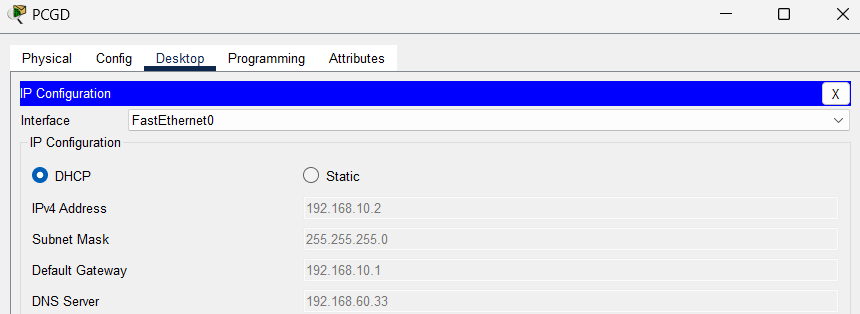 PCGD
Physical Config Desktop Programming Attributes
IP Configuration X
Interface FastEthernet0
IP Configuration
DHCP Static
IPv4 Address 192.168.10.2
Subnet Mask 255.255.255.0
Default Gateway 192.168.10.1
DNS Server 192.168.60.33